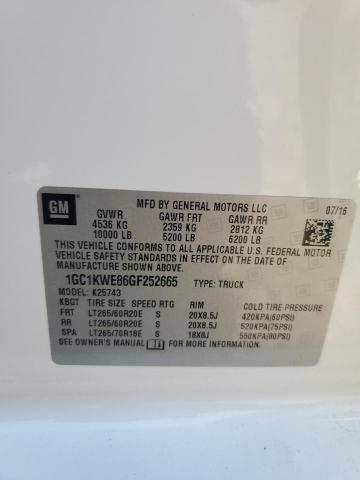 GM
MFD BY GENERAL MOTORS LLC 07/16
GVWR GAWR FRT GAWR RR
4536 KG 2359 KG 2812 KG
10000 LB 5200 LB 6200 LB
THIS VEHICLE CONFORMS TO ALL APPLICABLE U.S. FEDERAL MOTOR
VEHICLE SAFETY STANDARDS IN EFFECT ON THE DATE OF
MANUFACTURE SHOWN ABOVE.
1GC1KWE86GF252665 TYPE: TRUCK
MODEL: K25743
KBGT TIRE SIZE SPEED RTG RIM COLD TIRE PRESSURE
FRT LT265/60R20E S 20X8.5J 420KPA(60PSI)
RR LT265/60R20E S 20X8.5J 520KPA(75PSI)
SPA LT265/70R18E S 18X8J 550KPA(80PSI)
SEE OWNER'S MANUAL FOR ADDITIONAL INFORMATION